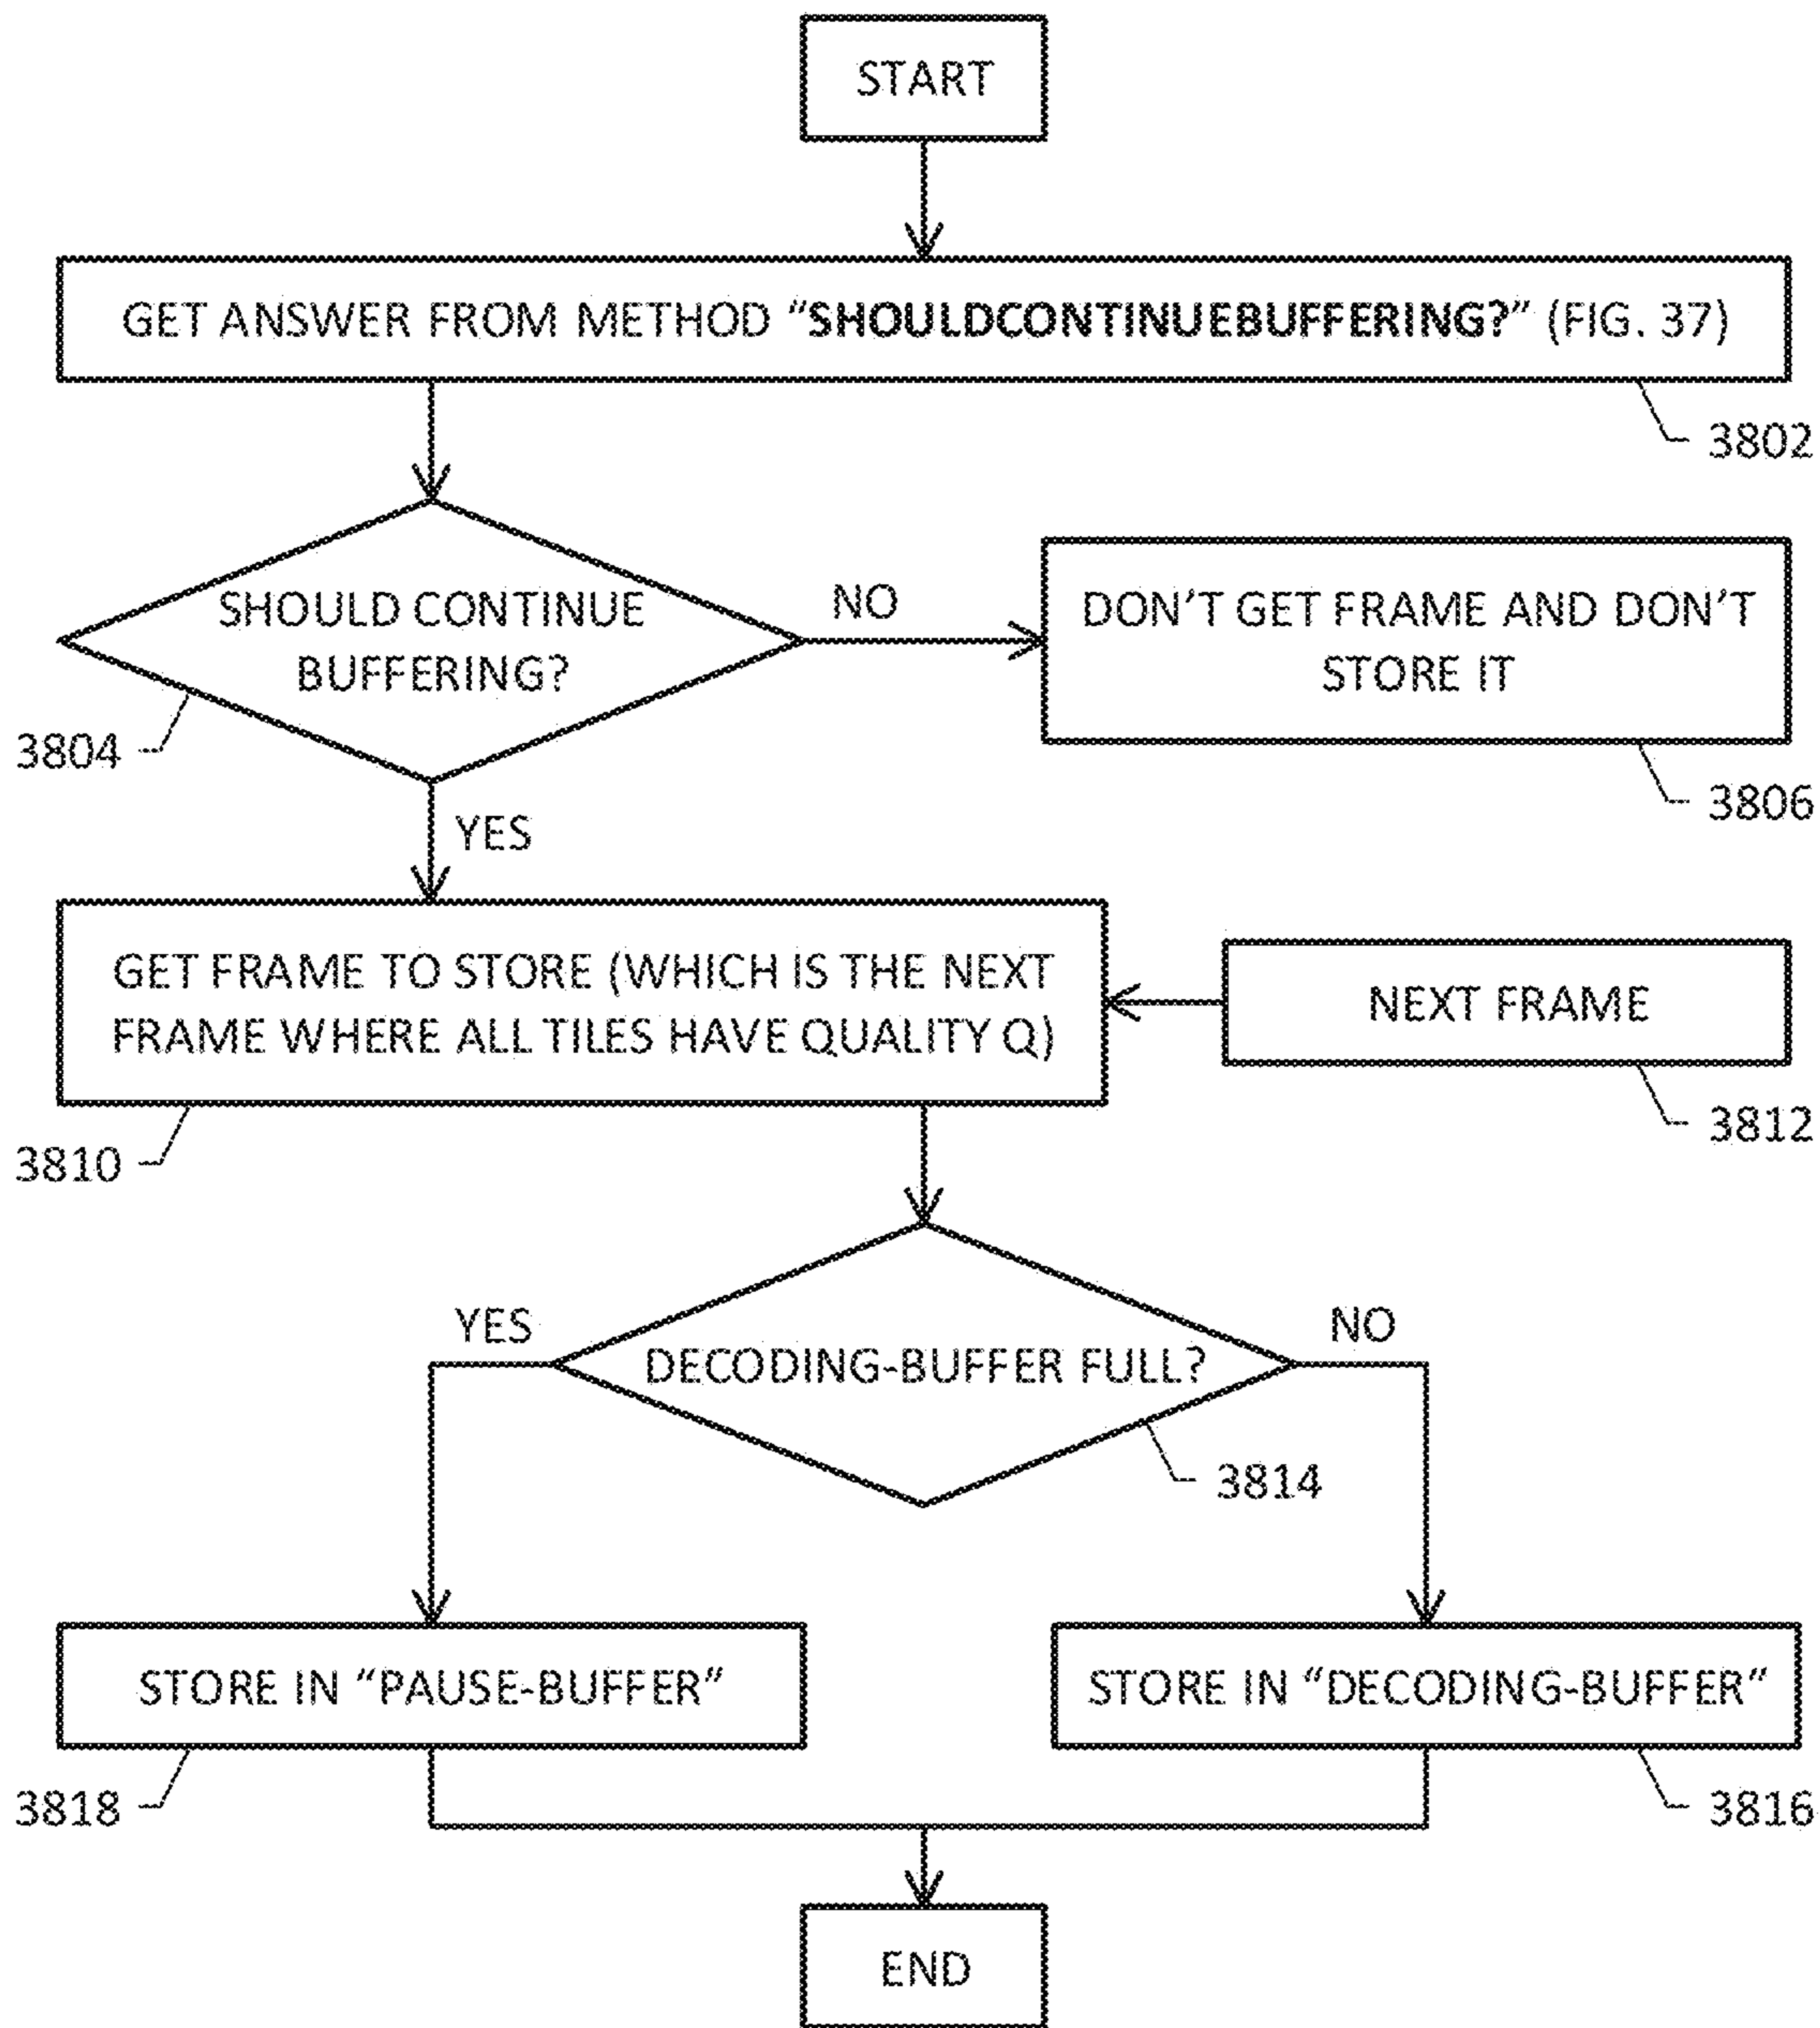 START
GET ANSWER FROM METHOD “SHOULDCONTINUEBUFFERING?” (FIG. 37)
3802
SHOULD CONTINUE
BUFFERING?
NO
DON’T GET FRAME AND DON’T
STORE IT
3804
3806
YES
GET FRAME TO STORE (WHICH IS THE NEXT
FRAME WHERE ALL TILES HAVE QUALITY Q)
NEXT FRAME
3810
3812
YES
NO
DECODING-BUFFER FULL?
3814
STORE IN “PAUSE-BUFFER”
STORE IN “DECODING-BUFFER“
3818
3816
END